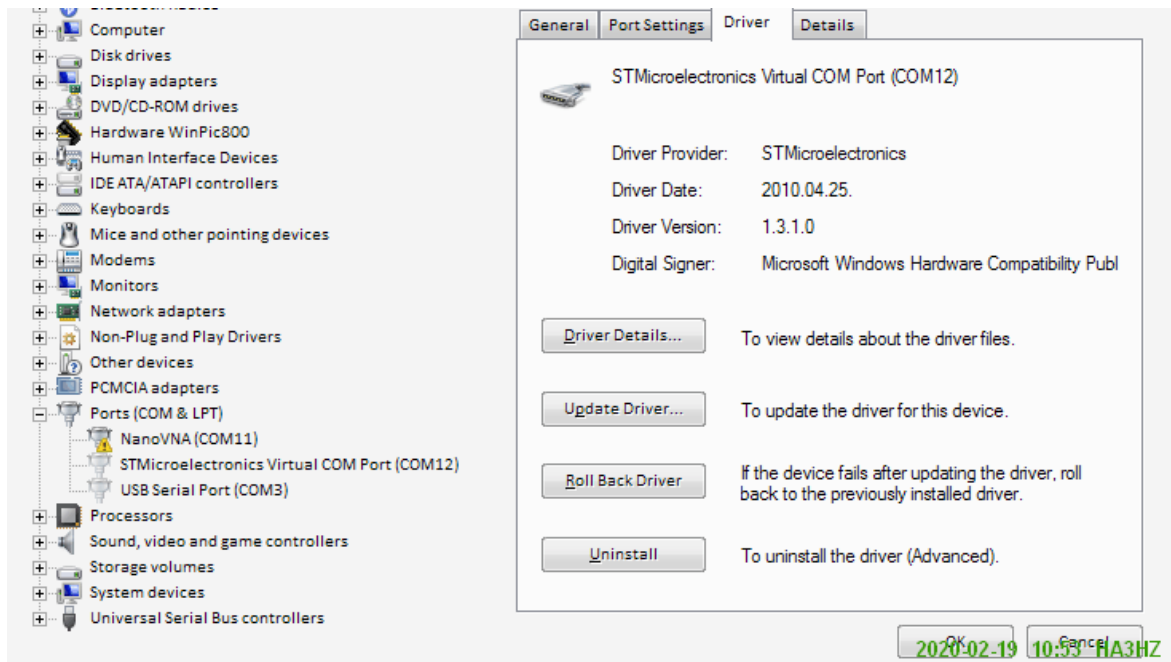 Bluetooth Radios
Computer
Disk drives
Display adapters
DVD/CD-ROM drives
Hardware WinPic800
Human Interface Devices
IDE ATA/ATAPI controllers
Keyboards
Mice and other pointing devices
Modems
Monitors
Network adapters
Non-Plug and Play Drivers
Other devices
PCMCIA adapters
Ports (COM & LPT)
NanoVNA (COM11)
STMicroelectronics Virtual COM Port (COM12)
USB Serial Port (COM3)
Processors
Sound, video and game controllers
Storage volumes
System devices
Universal Serial Bus controllers
General Port Settings Driver Details
STMicroelectronics Virtual COM Port (COM12)
Driver Provider: STMicroelectronics
Driver Date: 2010.04.25.
Driver Version: 1.3.1.0
Digital Signer: Microsoft Windows Hardware Compatibility Publ
Driver Details... To view details about the driver files.
Update Driver... To update the driver for this device.
Roll Back Driver If the device fails after updating the driver, roll
back to the previously installed driver.
Uninstall To uninstall the driver (Advanced).
OK Cancel
2020-02-19 10:53 HA3HZ